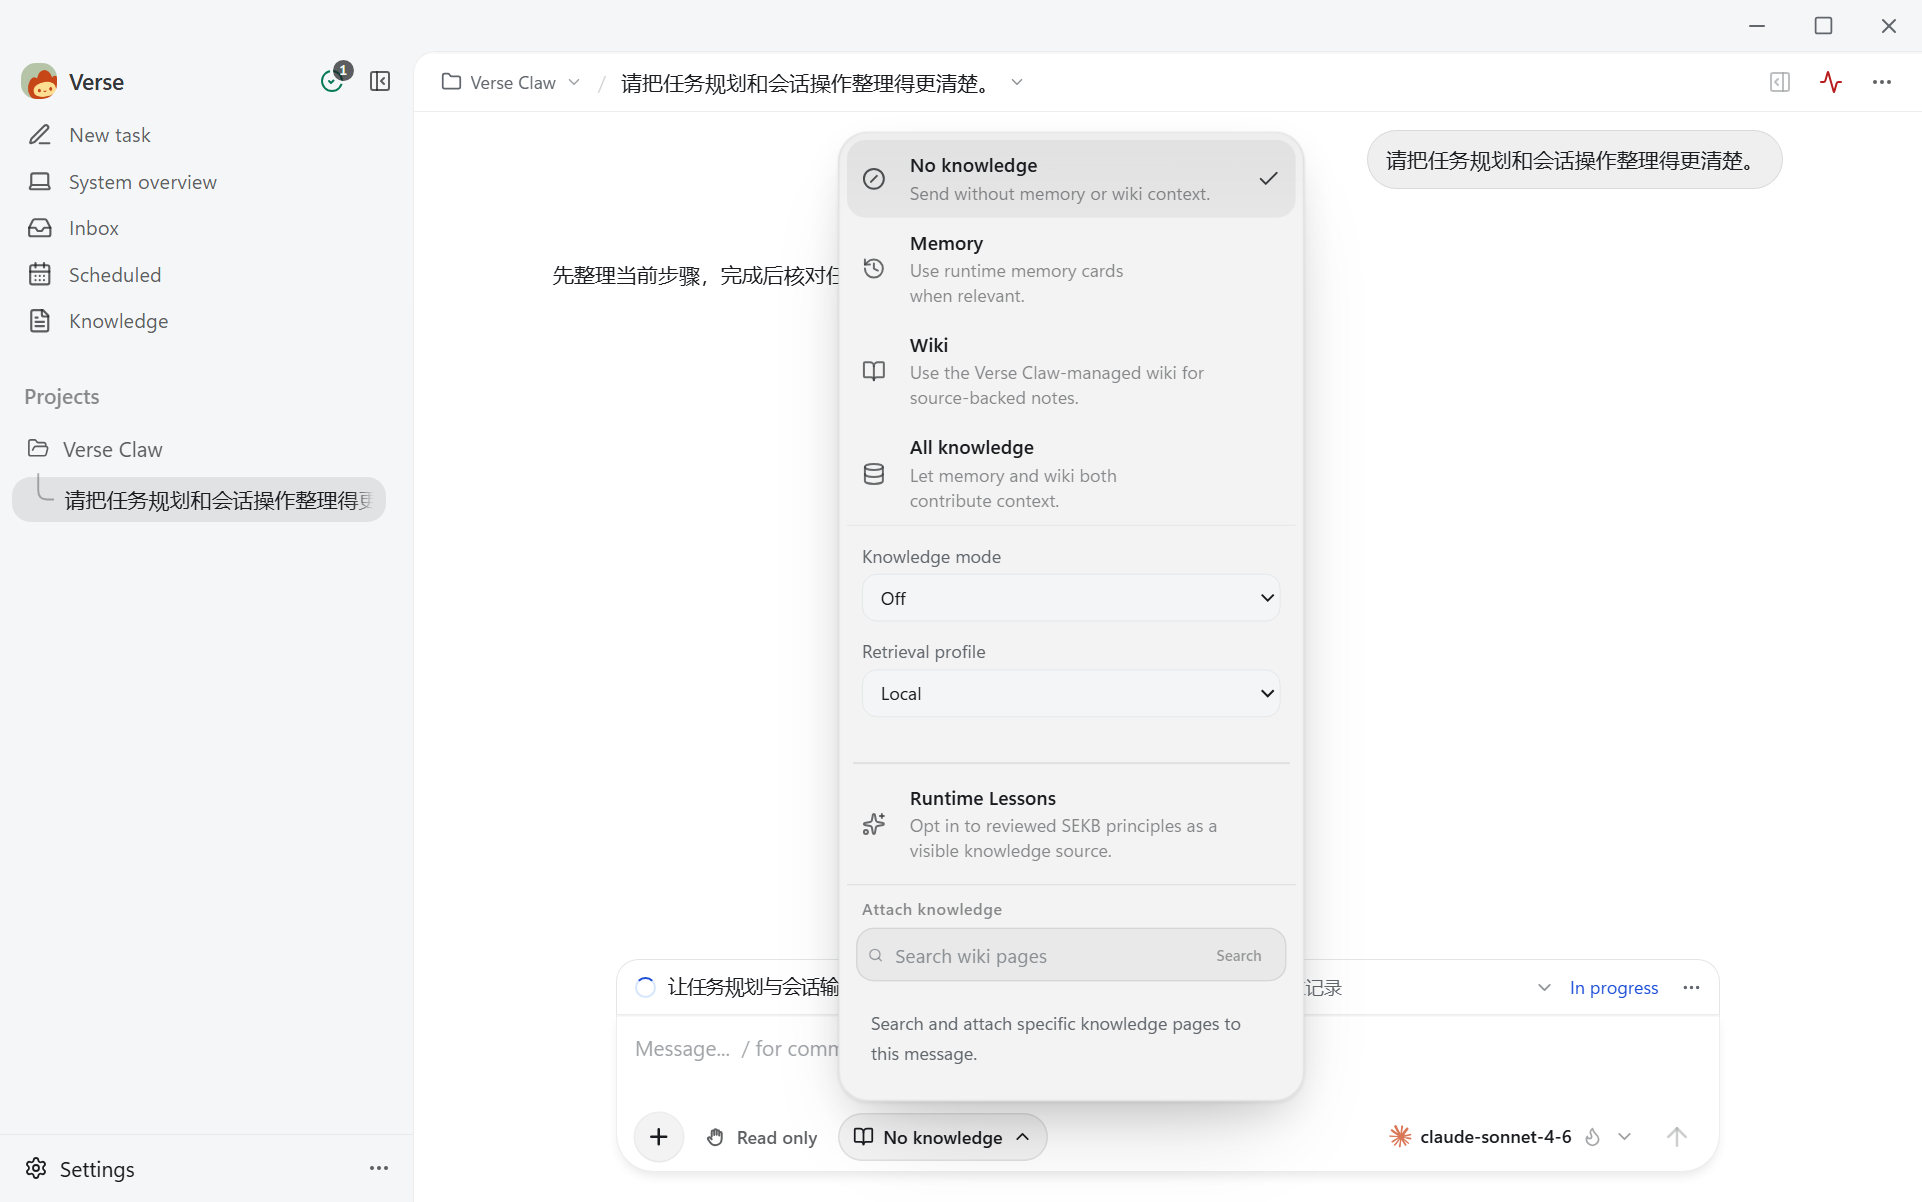 Verse
1
New task
System overview
Inbox
Scheduled
Knowledge
Projects
Verse Claw
请把任务规划和会话操作整理得
Settings
Verse Claw / 请把任务规划和会话操作整理得更清楚。
请把任务规划和会话操作整理得更清楚。
先整理当前步骤，完成后核对
No knowledge
Send without memory or wiki context.
Memory
Use runtime memory cards
when relevant.
Wiki
Use the Verse Claw-managed wiki for
source-backed notes.
All knowledge
Let memory and wiki both
contribute context.
Knowledge mode
Off
Retrieval profile
Local
Runtime Lessons
Opt in to reviewed SEKB principles as a
visible knowledge source.
Attach knowledge
Search wiki pages Search
Search and attach specific knowledge pages to
this message.
让任务规划与会话输 记录 In progress
Message... / for comm
Read only No knowledge claude-sonnet-4-6